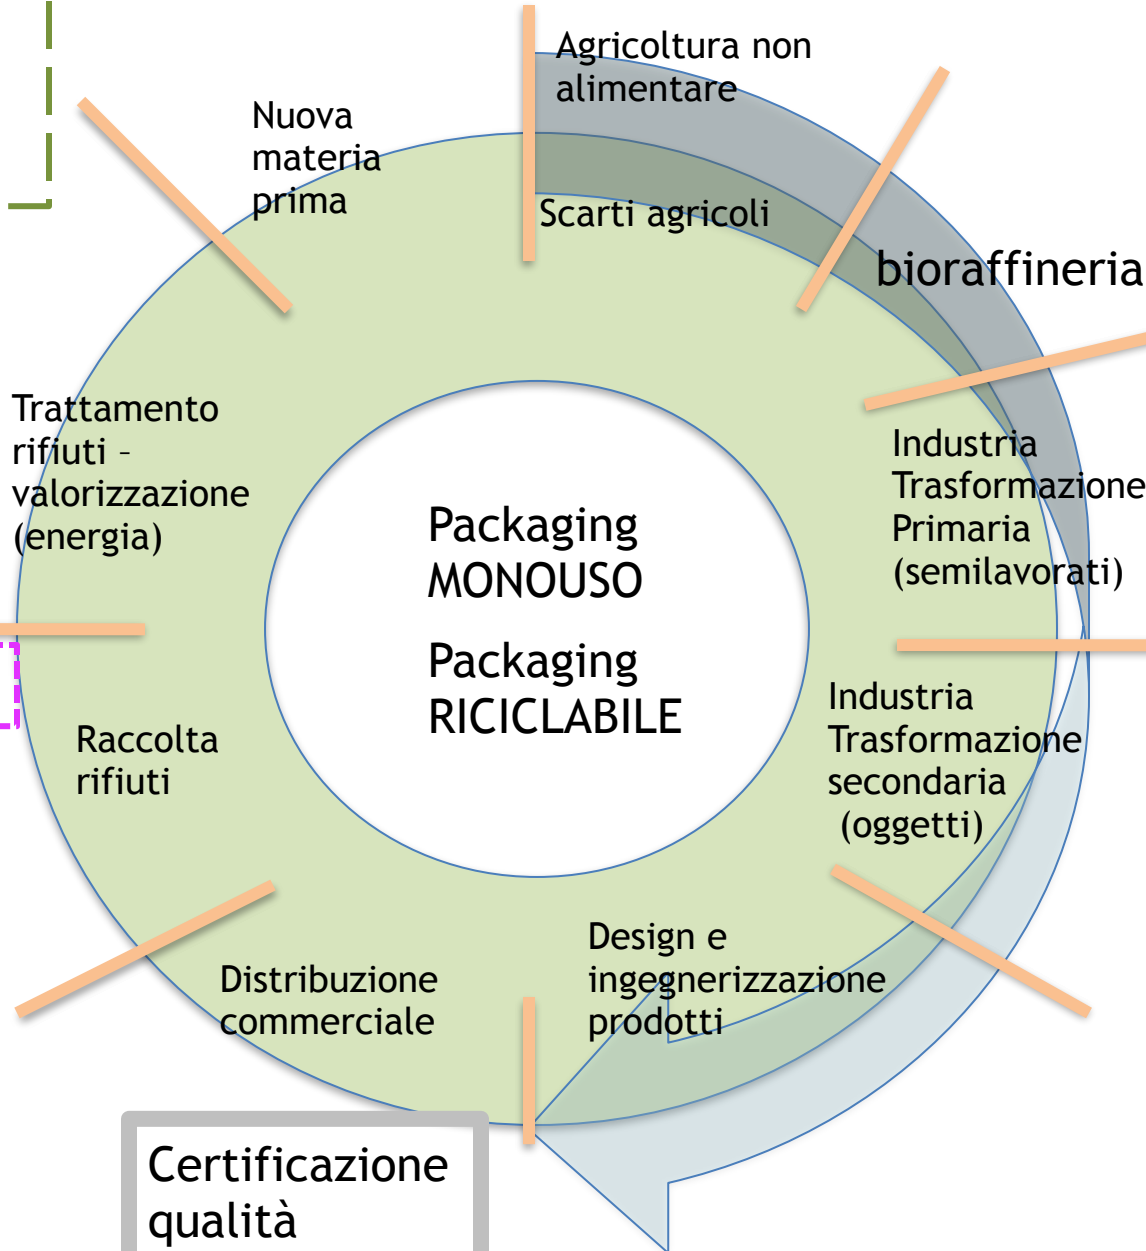 Agricoltura non
alimentare
Nuova
materia
prima
Scarti agricoli
bioraffineria
Trattamento
rifiuti –
valorizzazione
(energia)
Industria
Trasformazione
Primaria
(semilavorati)
Packaging
MONOUSO
Packaging
RICICLABILE
Industria
Trasformazione
secondaria
(oggetti)
Raccolta
rifiuti
Design e
ingegnerizzazione
prodotti
Distribuzione
commerciale
Certificazione
qualità